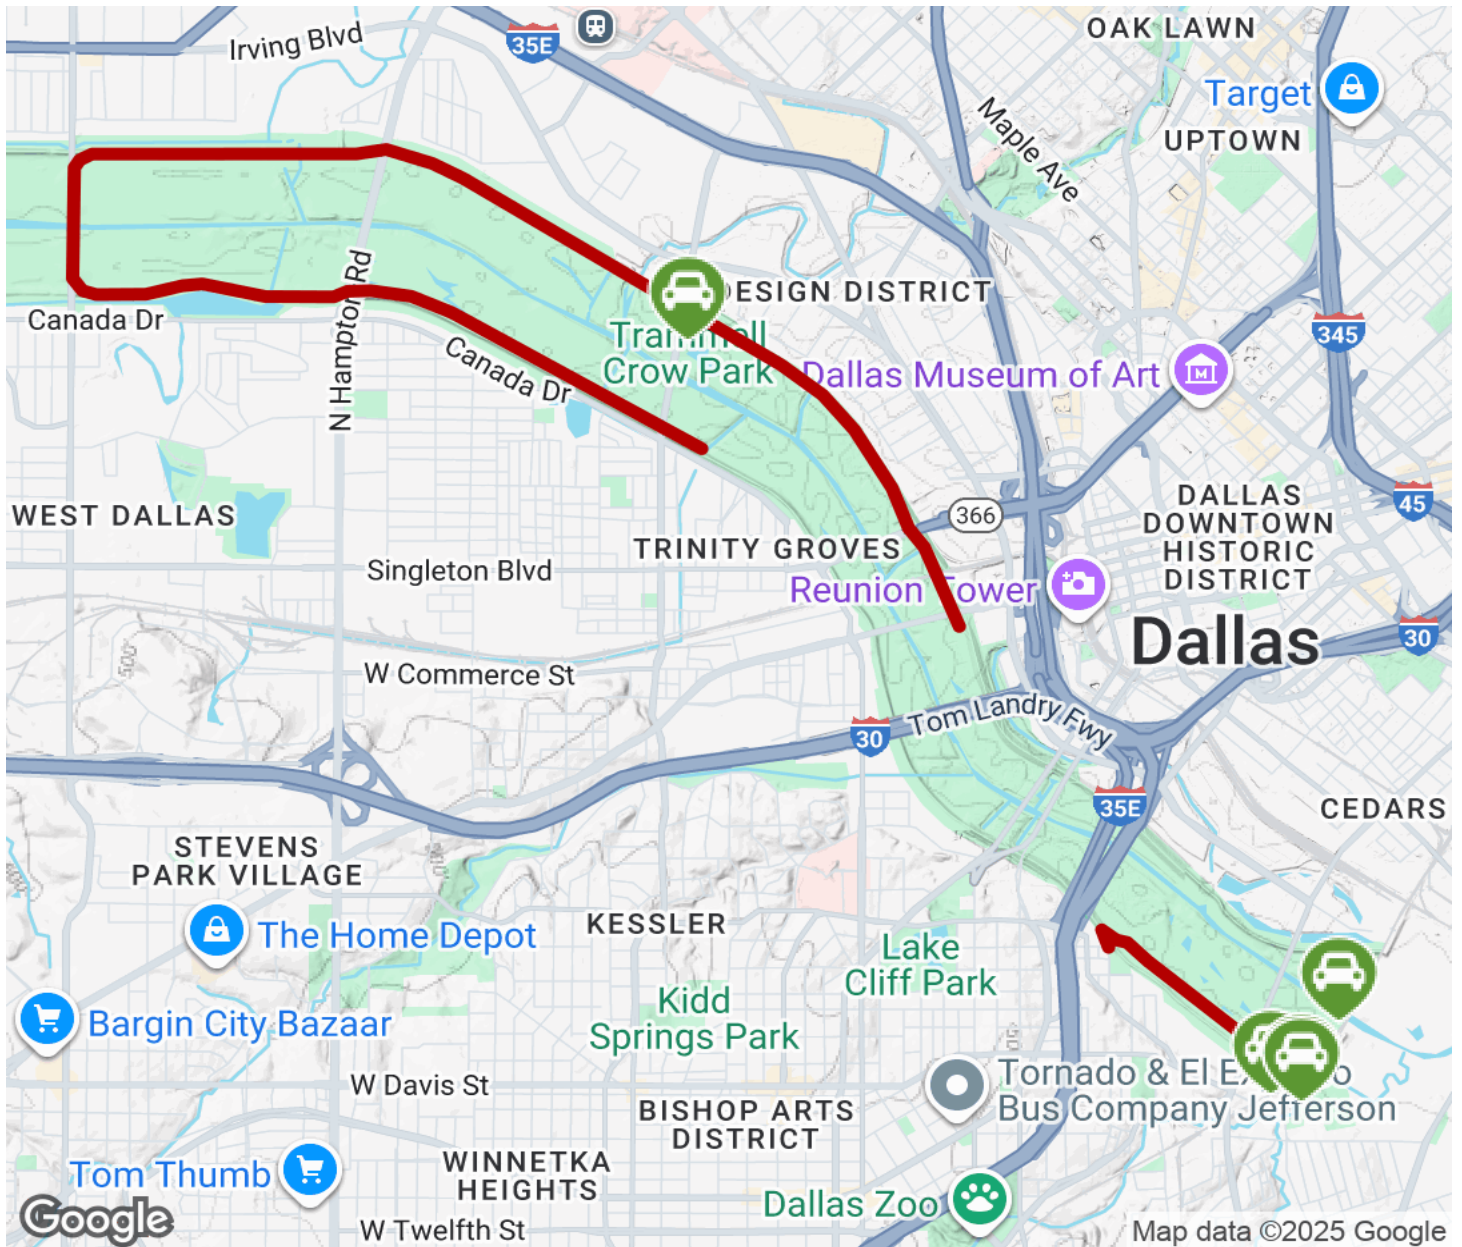 OAK LAWN
Irving Blvd
35E
Target
Maple Ave
UPTOWN
DESIGN DISTRICT
Canada Dr
N Hampton Rd
345
Trammell
Crow Park
Canada Dr
Dallas Museum of Art
45
DALLAS
DOWNTOWN
HISTORIC
DISTRICT
WEST DALLAS
366
TRINITY GROVES
Singleton Blvd
Reunion Tower
Dallas
30
500
W Commerce St
Tom Landry Fwy
30
35E
CEDARS
STEVENS
PARK VILLAGE
The Home Depot
KESSLER
Lake
Cliff Park
Bargin City Bazaar
Kidd
Springs Park
W Davis St
Tornado & El
Bus Company Jefferson
BISHOP ARTS
DISTRICT
WINNETKA
HEIGHTS
Tom Thumb
Dallas Zoo
Google
W Twelfth St
Map data ©2025 Google